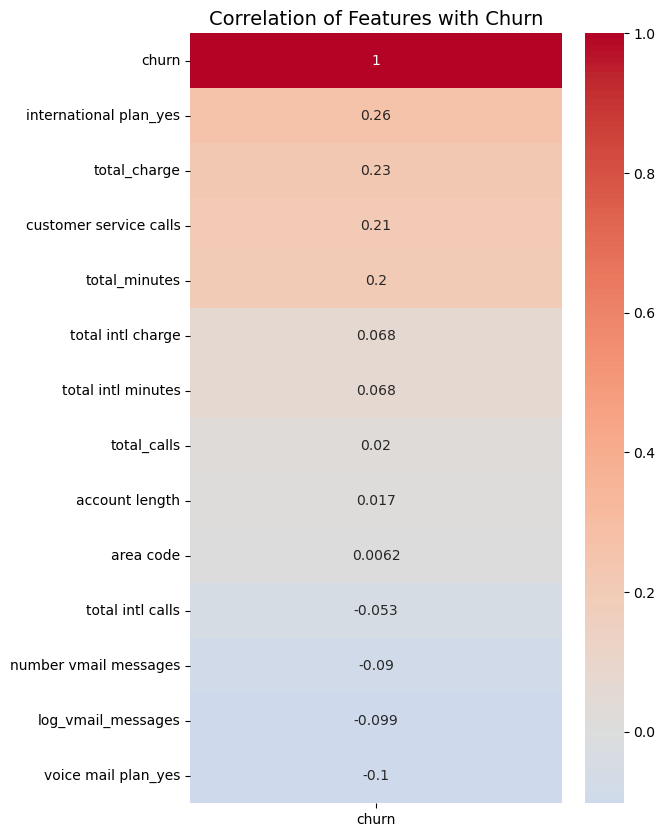 Correlation of Features with Churn
churn 1
international plan_yes 0.26
total_charge 0.23
customer service calls 0.21
total_minutes 0.2
total intl charge 0.068
total intl minutes 0.068
total_calls 0.02
account length 0.017
area code 0.0062
total intl calls -0.053
number vmail messages -0.09
log_vmail_messages -0.099
voice mail plan_yes -0.1
churn
1.0
0.8
0.6
0.4
0.2
0.0